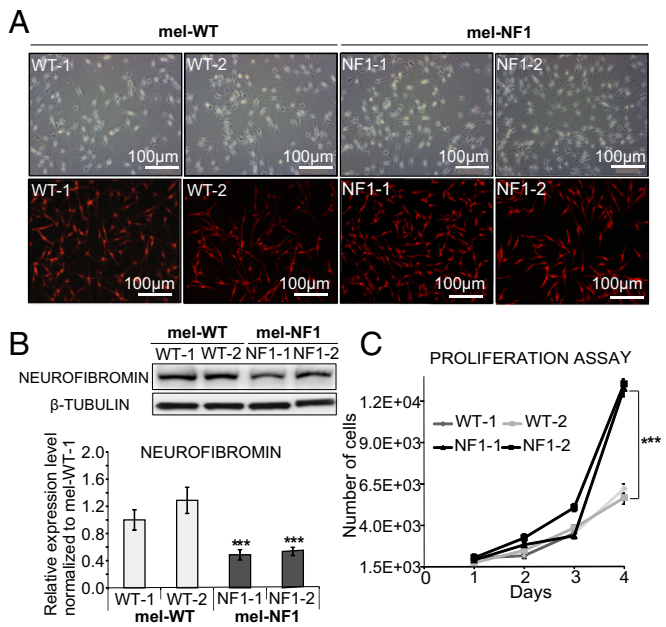 A
mel-WT mel-NF1
WT-1 WT-2 NF1-1 NF1-2
100µm 100µm 100µm 100µm
WT-1 WT-2 NF1-1 NF1-2
100µm 100µm 100µm 100µm
B
mel-WT mel-NF1
WT-1 WT-2 NF1-1 NF1-2
NEUROFIBROMIN
β-TUBULIN
NEUROFIBROMIN
Relative expression level
normalized to mel-WT-1
2.0
1.6
1.2
0.8
0.4
0.0
*** ***
WT-1 WT-2 NF1-1 NF1-2
mel-WT mel-NF1
C
PROLIFERATION ASSAY
Number of cells
1.2E+04
9.0E+03
6.5E+03
4.0E+03
1.5E+03
WT-1 WT-2
NF1-1 NF1-2
***
0 1 2 3 4
Days